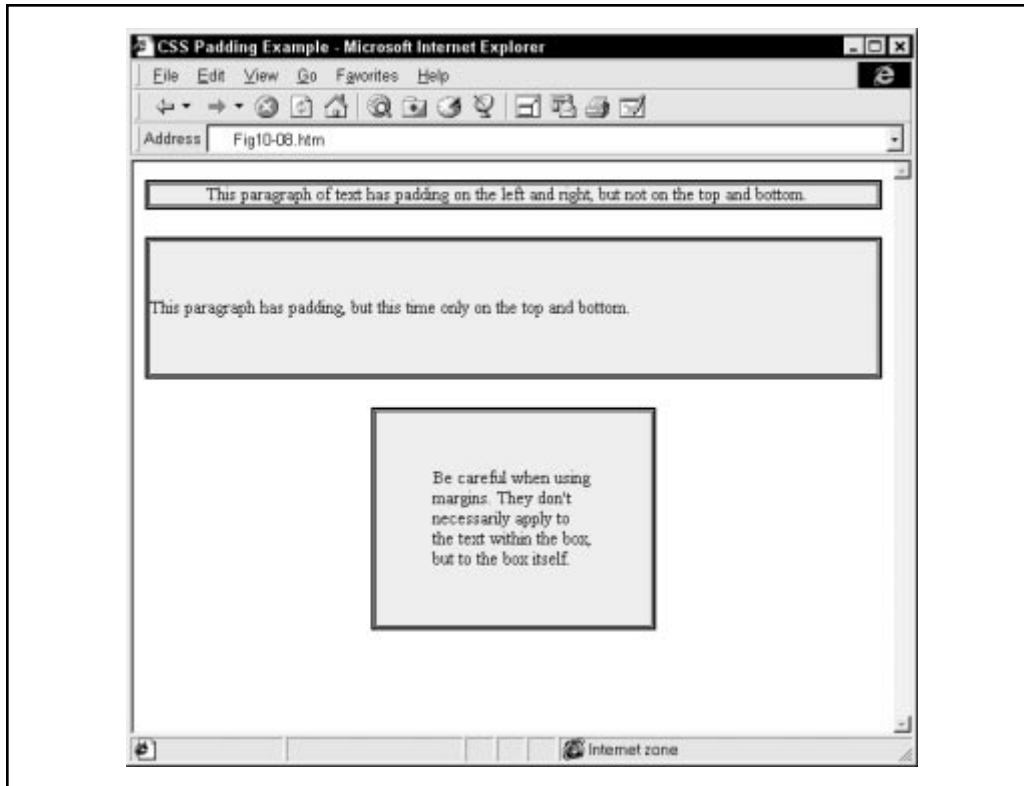 CSS Padding Example - Microsoft Internet Explorer
File Edit View Go Favorites Help
Address Fig10-08.htm
This paragraph of text has padding on the left and right, but not on the top and bottom.
This paragraph has padding, but this time only on the top and bottom.
Be careful when using
margins. They don't
necessarily apply to
the text within the box,
but to the box itself.
Internet zone